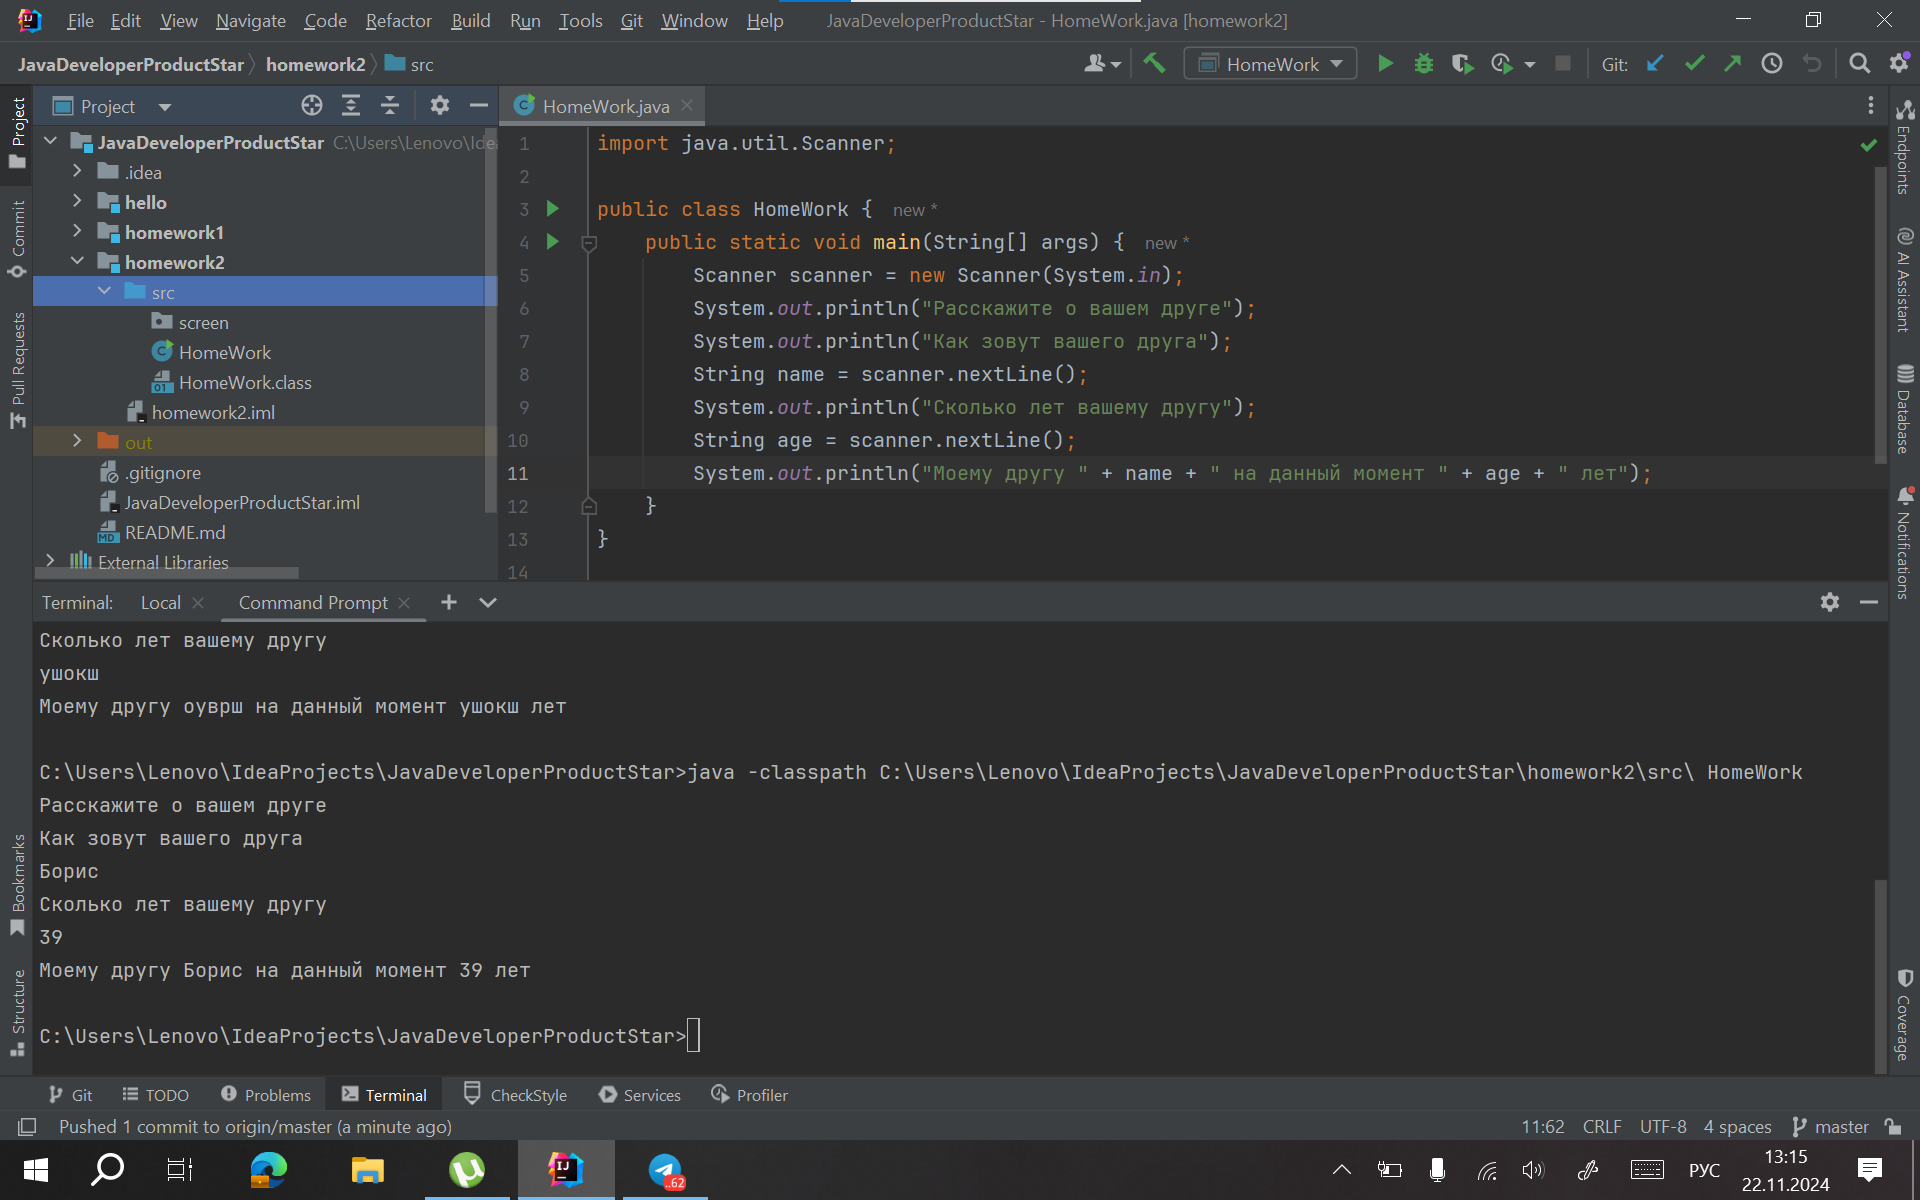 File Edit View Navigate Code Refactor Build Run Tools Git Window Help JavaDeveloperProductStar - HomeWork.java [homework2]
JavaDeveloperProductStar homework2 src HomeWork Git:
Project HomeWork.java
JavaDeveloperProductStar C:\Users\Lenovo\Ide
.idea
hello
homework1
homework2
src
screen
HomeWork
HomeWork.class
homework2.iml
out
.gitignore
JavaDeveloperProductStar.iml
README.md
External Libraries
1 import java.util.Scanner;
2
3 public class HomeWork { new *
4 public static void main(String[] args) { new *
5 Scanner scanner = new Scanner(System.in);
6 System.out.println("Расскажите о вашем друге");
7 System.out.println("Как зовут вашего друга");
8 String name = scanner.nextLine();
9 System.out.println("Сколько лет вашему другу");
10 String age = scanner.nextLine();
11 System.out.println("Моему другу " + name + " на данный момент " + age + " лет");
12 }
13 }
14
Project
Commit
Pull Requests
Bookmarks
Structure
Endpoints
AI Assistant
Database
Notifications
Coverage
Terminal: Local Command Prompt
Сколько лет вашему другу
ушокш
Моему другу оуврш на данный момент ушокш лет
C:\Users\Lenovo\IdeaProjects\JavaDeveloperProductStar>java -classpath C:\Users\Lenovo\IdeaProjects\JavaDeveloperProductStar\homework2\src\ HomeWork
Расскажите о вашем друге
Как зовут вашего друга
Борис
Сколько лет вашему другу
39
Моему другу Борис на данный момент 39 лет
C:\Users\Lenovo\IdeaProjects\JavaDeveloperProductStar>
Git TODO Problems Terminal CheckStyle Services Profiler
Pushed 1 commit to origin/master (a minute ago) 11:62 CRLF UTF-8 4 spaces master
..62 РУС 13:15
22.11.2024